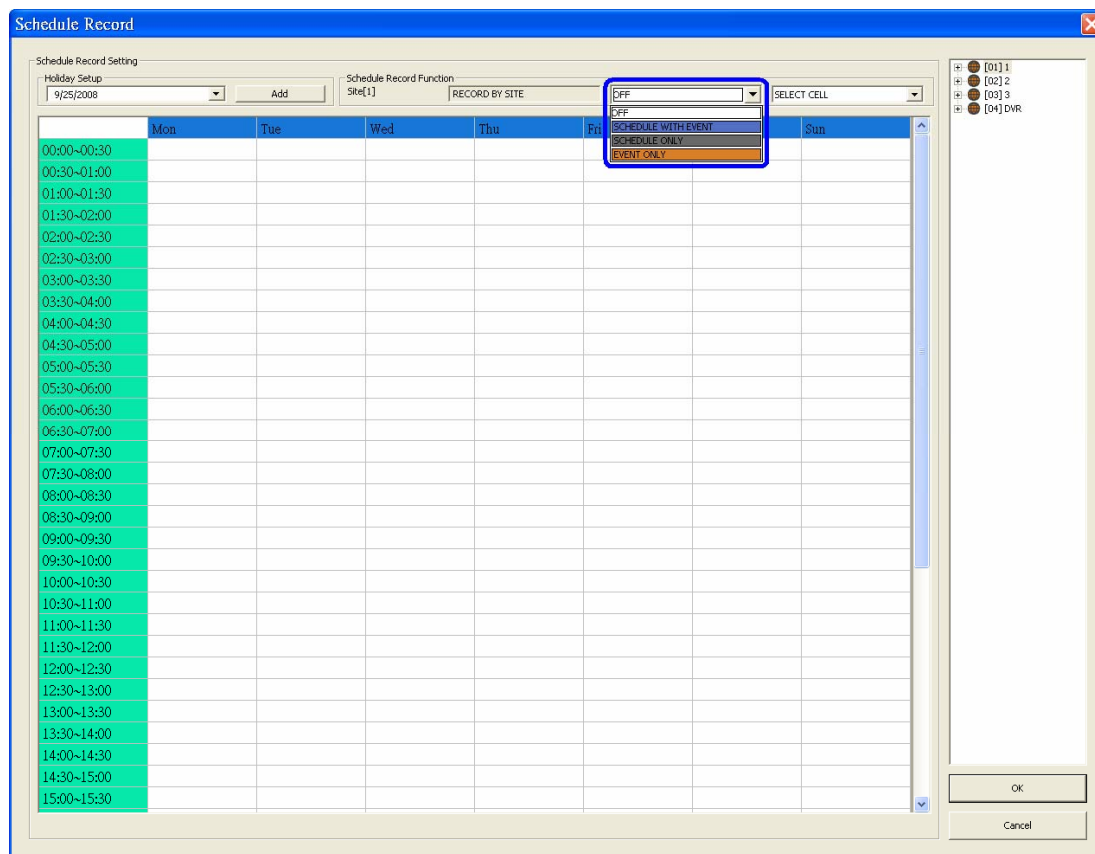 Schedule Record
Schedule Record Setting
Holiday Setup
9/25/2008
Add
Schedule Record Function
Site[1]
RECORD BY SITE
OFF
SELECT CELL
OFF
SCHEDULE WITH EVENT
SCHEDULE ONLY
EVENT ONLY
Mon Tue Wed Thu Fri Sun
00:00~00:30
00:30~01:00
01:00~01:30
01:30~02:00
02:00~02:30
02:30~03:00
03:00~03:30
03:30~04:00
04:00~04:30
04:30~05:00
05:00~05:30
05:30~06:00
06:00~06:30
06:30~07:00
07:00~07:30
07:30~08:00
08:00~08:30
08:30~09:00
09:00~09:30
09:30~10:00
10:00~10:30
10:30~11:00
11:00~11:30
11:30~12:00
12:00~12:30
12:30~13:00
13:00~13:30
13:30~14:00
14:00~14:30
14:30~15:00
15:00~15:30
[01] 1
[02] 2
[03] 3
[04] DVR
OK
Cancel